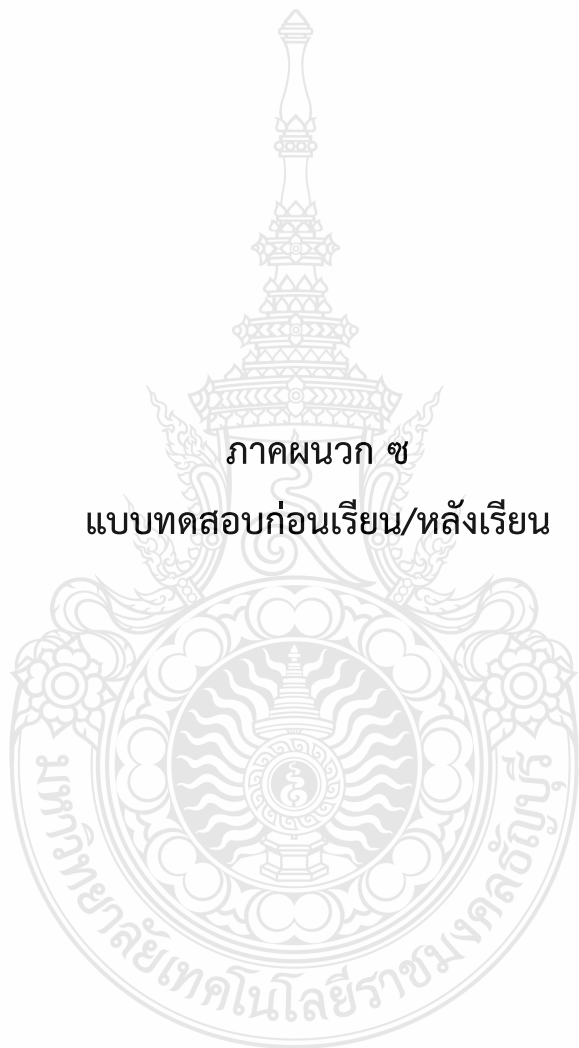 ภาคผนวก ซ
แบบทดสอบก่อนเรียน/หลังเรียน
มหาวิทยาลัยเทคโนโลยีราชมงคลธัญบุรี